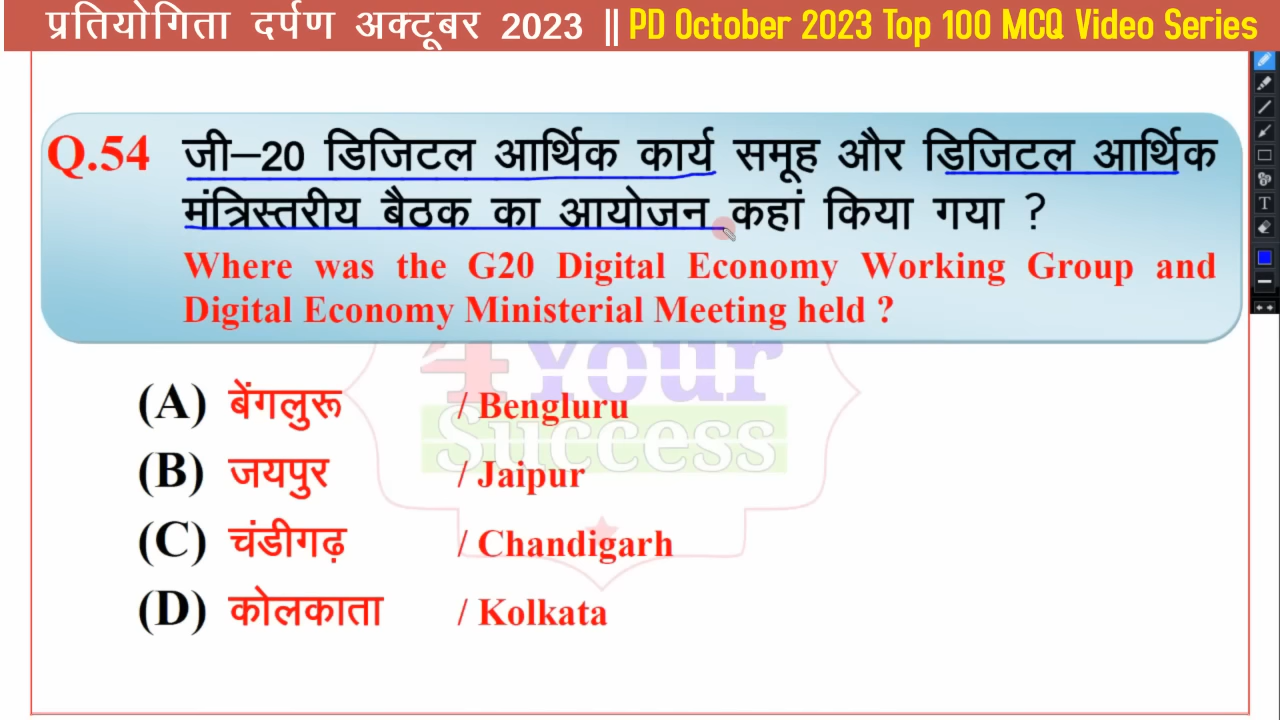 प्रतियोगिता दर्पण अक्टूबर 2023 || PD October 2023 Top 100 MCQ Video Series
Q.54 जी–20 डिजिटल आर्थिक कार्य समूह और डिजिटल आर्थिक
मंत्रिस्तरीय बैठक का आयोजन कहां किया गया ?
Where was the G20 Digital Economy Working Group and
Digital Economy Ministerial Meeting held ?
4Your
Success
(A) बेंगलुरू / Bengluru
(B) जयपुर / Jaipur
(C) चंडीगढ़ / Chandigarh
(D) कोलकाता / Kolkata